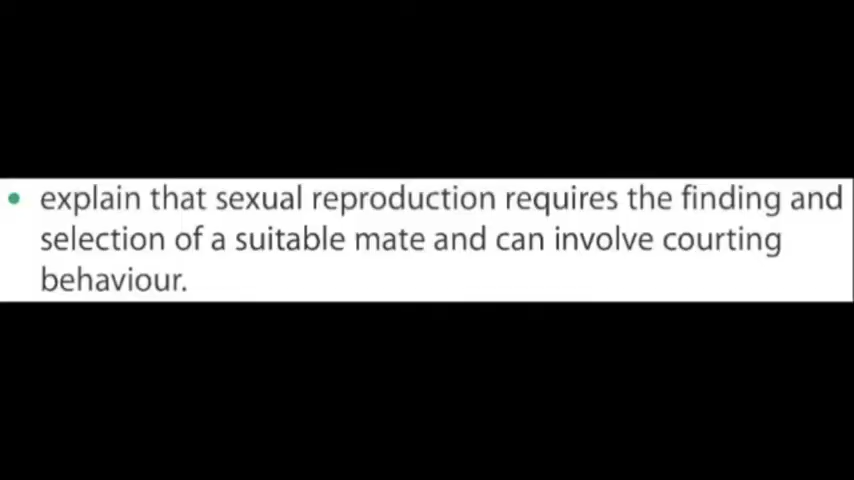 • explain that sexual reproduction requires the finding and
selection of a suitable mate and can involve courting
behaviour.